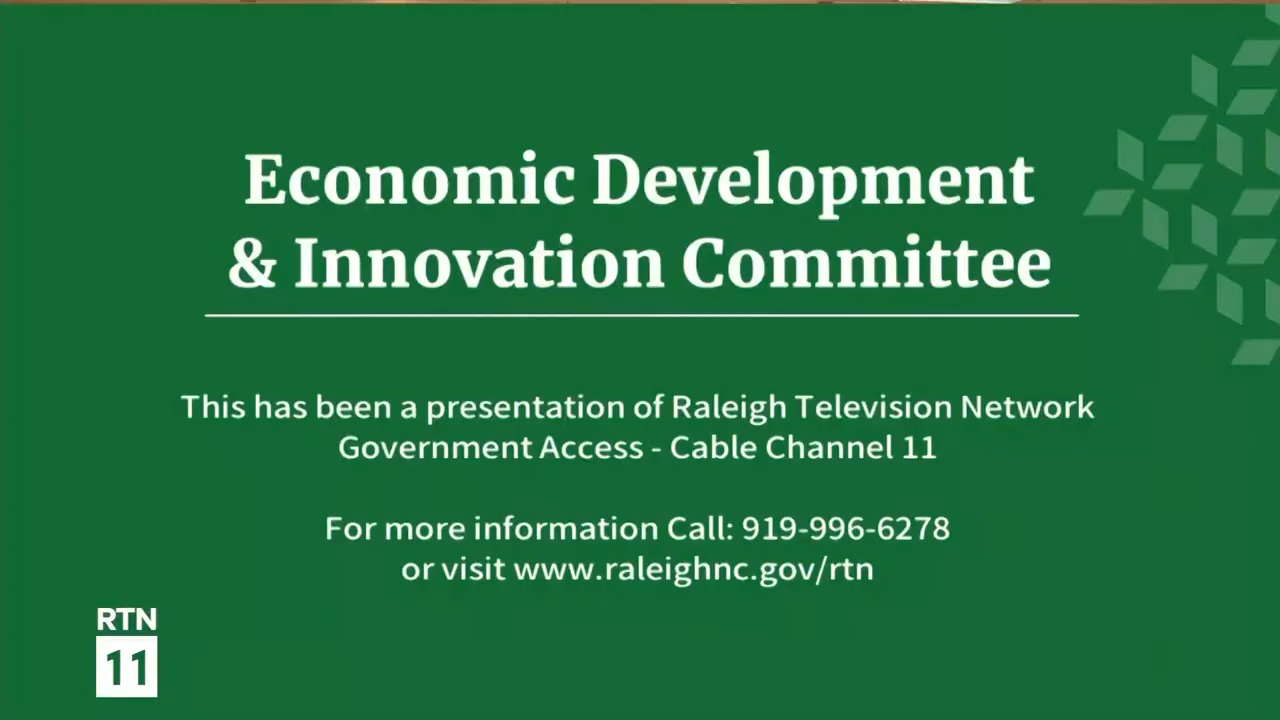 Economic Development
& Innovation Committee
This has been a presentation of Raleigh Television Network
Government Access - Cable Channel 11
For more information Call: 919-996-6278
or visit www.raleighnc.gov/rtn
RTN
11